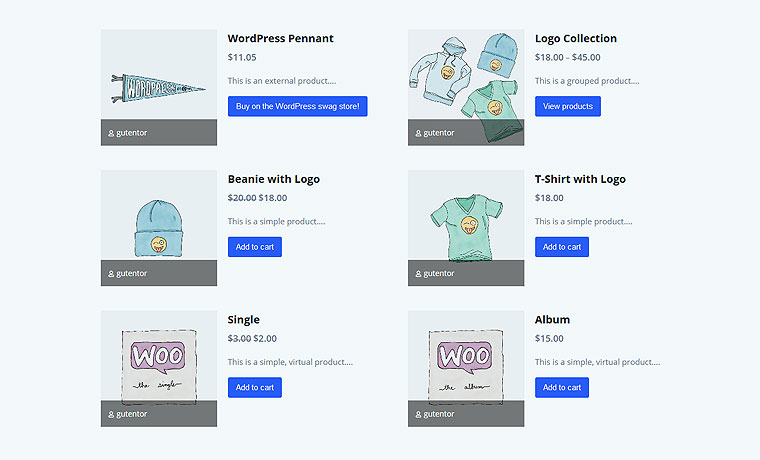 WordPress Pennant
$11.05
This is an external product....
Buy on the WordPress swag store!
WORDPRESS
gutentor
Logo Collection
$18.00 – $45.00
This is a grouped product....
View products
gutentor
Beanie with Logo
$20.00 $18.00
This is a simple product....
Add to cart
gutentor
T-Shirt with Logo
$18.00
This is a simple product....
Add to cart
gutentor
Single
$3.00 $2.00
This is a simple, virtual product....
Add to cart
WOO
the single
gutentor
Album
$15.00
This is a simple, virtual product....
Add to cart
WOO
the album
gutentor